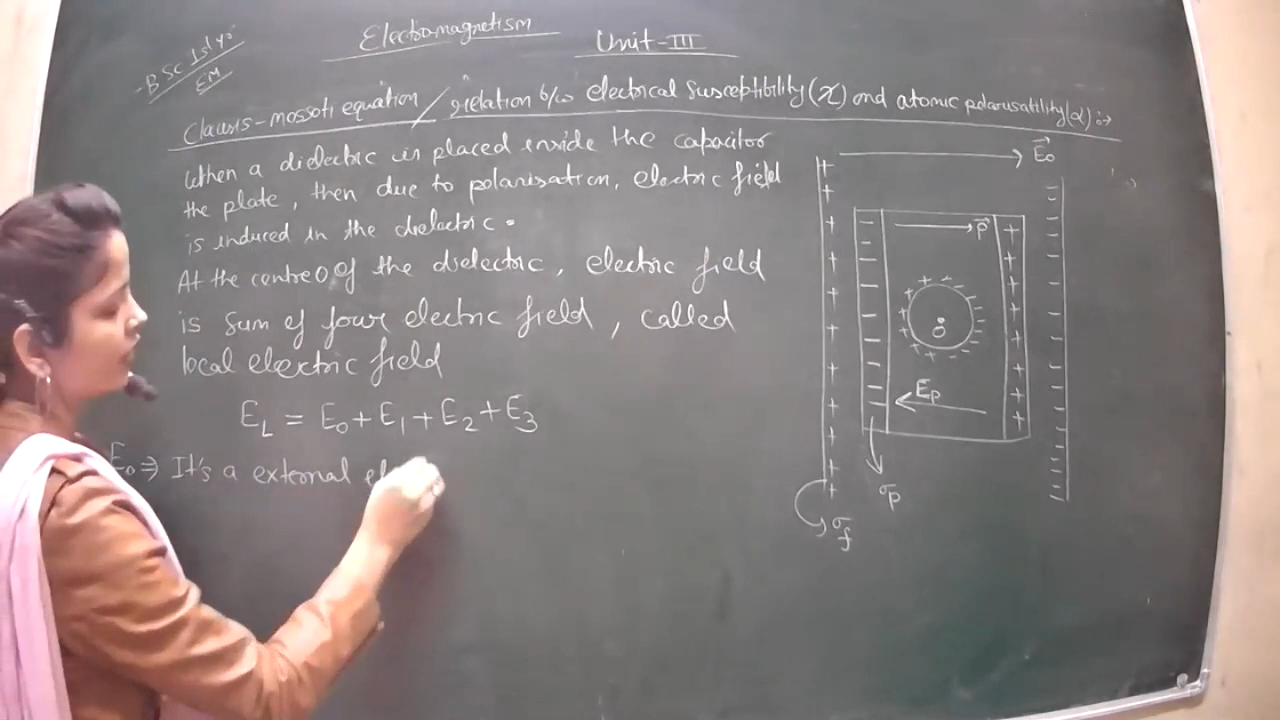 Electromagnetism Unit-III
BSc Ist yr
EM
Clausis-mossoti equation / relation b/w electrical susceptibility (χ) and atomic polarusatility (α) :→
When a dielectric is placed inside the capacitor
the plate, then due to polarisation, electric field
is induced in the dielectric.
At the centre O of the dielectric, electric field
is sum of four electric field, called
local electric field
E_L = E_0 + E_1 + E_2 + E_3
E_0 ⇒ It's a external
E_0
P
O
E_p
σ_p
σ_f